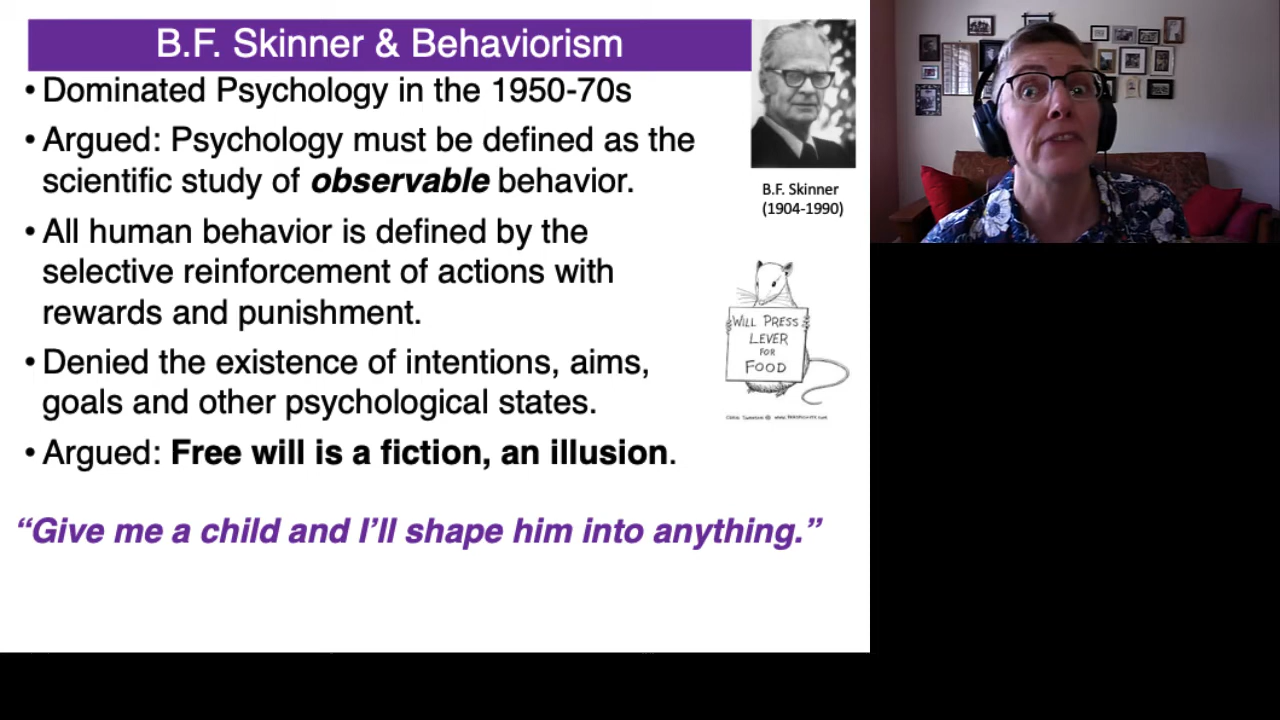 B.F. Skinner & Behaviorism
• Dominated Psychology in the 1950-70s
• Argued: Psychology must be defined as the
scientific study of observable behavior.
• All human behavior is defined by the
selective reinforcement of actions with
rewards and punishment.
• Denied the existence of intentions, aims,
goals and other psychological states.
• Argued: Free will is a fiction, an illusion.
“Give me a child and I’ll shape him into anything.”
B.F. Skinner
(1904-1990)
WILL PRESS
LEVER
FOR
FOOD